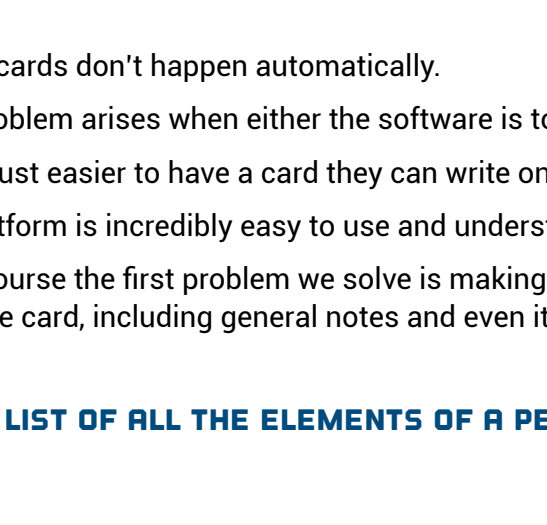 cards don't happen automatically.
oblem arises when either the software is to
ust easier to have a card they can write on
tform is incredibly easy to use and unders
ourse the first problem we solve is making
e card, including general notes and even it
LIST OF ALL THE ELEMENTS OF A PE